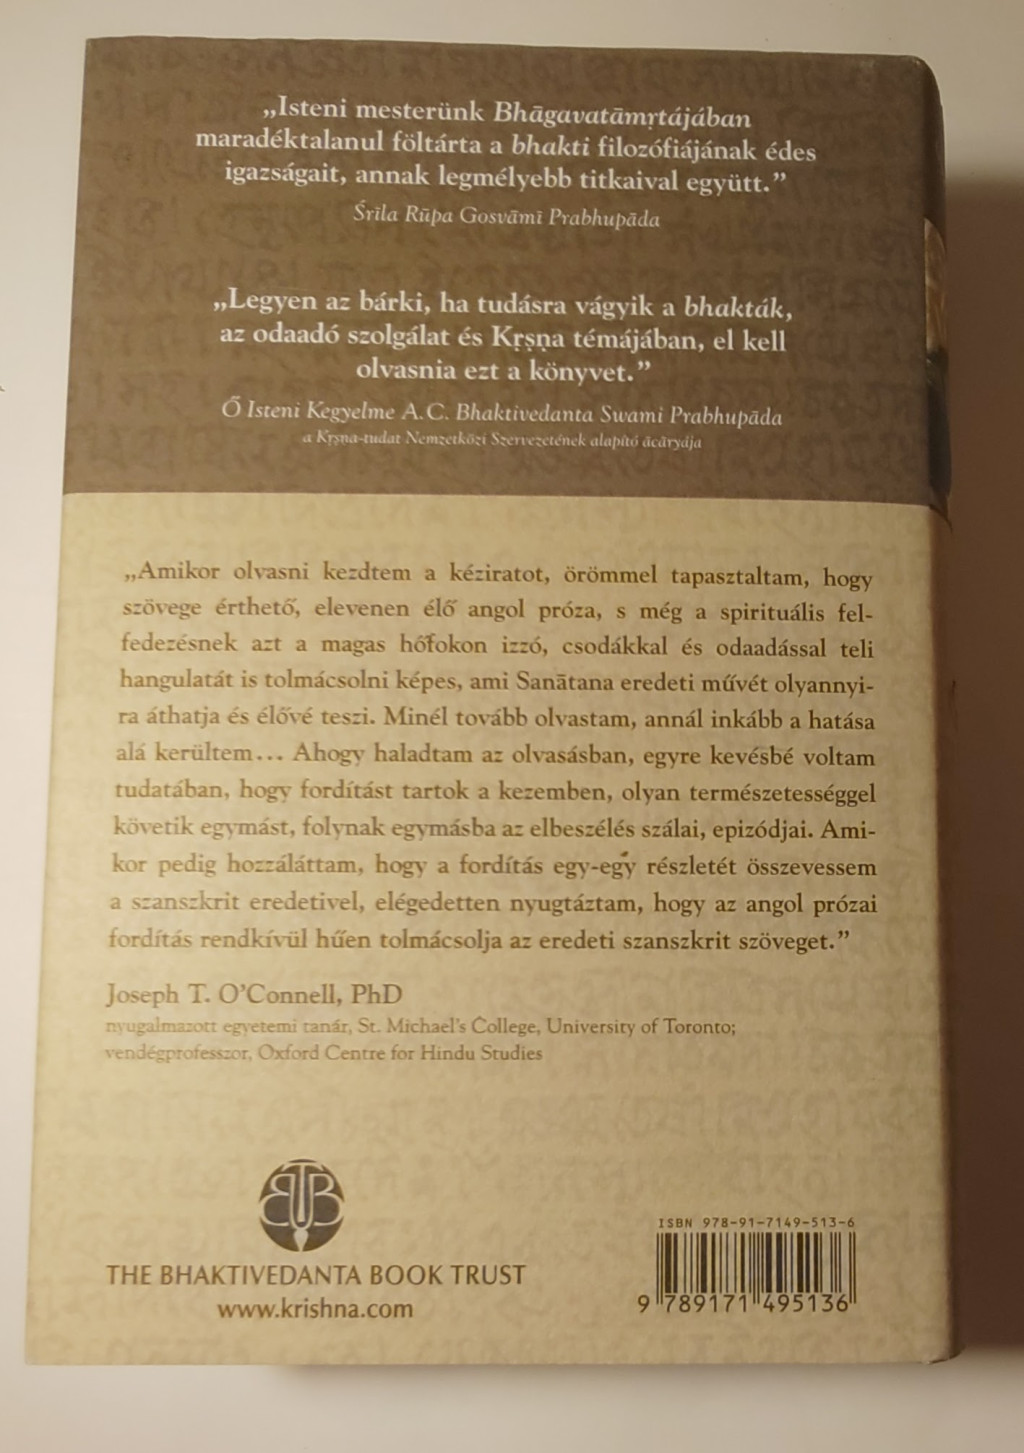 „Isteni mesterünk Bhāgavatāmṛtájában
maradéktalanul föltárta a bhakti filozófiájának édes
igazságait, annak legmélyebb titkaival együtt.”
Śrīla Rūpa Gosvāmī Prabhupāda
„Legyen az bárki, ha tudásra vágyik a bhakták,
az odaadó szolgálat és Kṛṣṇa témájában, el kell
olvasnia ezt a könyvet.”
Ő Isteni Kegyelme A. C. Bhaktivedanta Swami Prabhupāda
a Kṛṣṇa-tudat Nemzetközi Szervezetének alapító ācāryája
„Amikor olvasni kezdtem a kéziratot, örömmel tapasztaltam, hogy
szövege érthető, elevenen élő angol próza, s még a spirituális fel-
fedezésnek azt a magas hőfokon izzó, csodákkal és odaadással teli
hangulatát is tolmácsolni képes, ami Sanātana eredeti művét olyannyi-
ra áthatja és élővé teszi. Minél tovább olvastam, annál inkább a hatása
alá kerültem... Ahogy haladtam az olvasásban, egyre kevésbé voltam
tudatában, hogy fordítást tartok a kezemben, olyan természetességgel
követik egymást, folynak egymásba az elbeszélés szálai, epizódjai. Ami-
kor pedig hozzáláttam, hogy a fordítás egy-egy részletét összevessem
a szanszkrit eredetivel, elégedetten nyugtáztam, hogy az angol prózai
fordítás rendkívül hűen tolmácsolja az eredeti szanszkrit szöveget.”
Joseph T. O'Connell, PhD
nyugalmazott egyetemi tanár, St. Michael's College, University of Toronto;
vendégprofesszor, Oxford Centre for Hindu Studies
BTB
THE BHAKTIVEDANTA BOOK TRUST
www.krishna.com
ISBN 978-91-7149-513-6
9 789171 495136